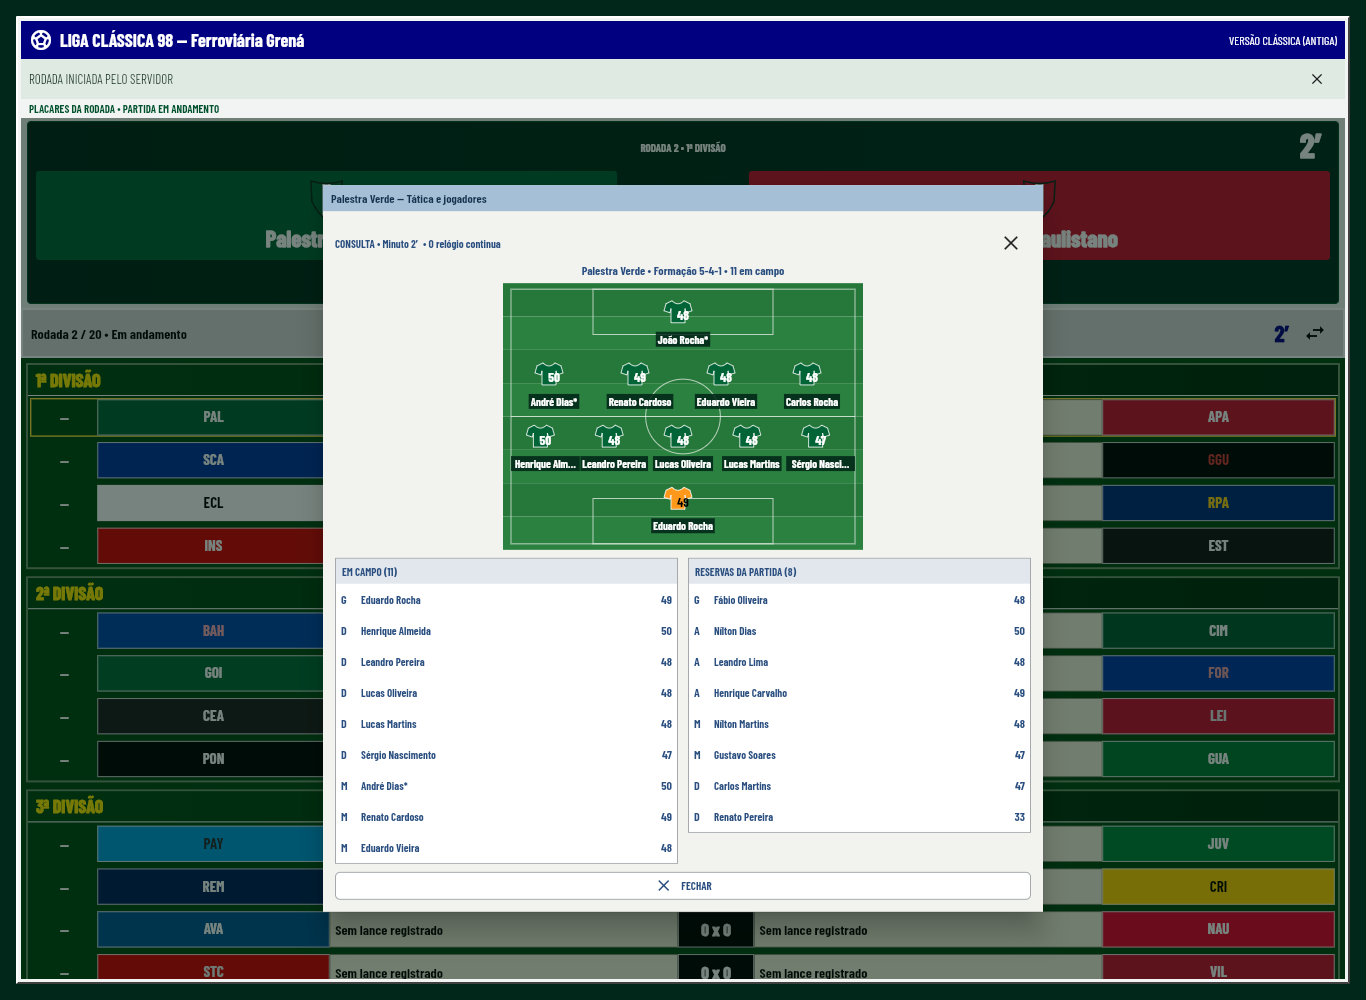 LIGA CLÁSSICA 98 – Ferroviária Grená
VERSÃO CLÁSSICA (ANTIGA)
RODADA INICIADA PELO SERVIDOR
PLACARES DA RODADA • PARTIDA EM ANDAMENTO
RODADA 2 • 1ª DIVISÃO
2’
Palestra Verde – Tática e jogadores
CONSULTA • Minuto 2’ • O relógio continua
Palestra Verde • Formação 5-4-1 • 11 em campo
48
João Rocha*
50 49 48 48
André Dias* Renato Cardoso Eduardo Vieira Carlos Rocha
50 48 48 48 47
Henrique Alm... Leandro Pereira Lucas Oliveira Lucas Martins Sérgio Nasci...
49
Eduardo Rocha
EM CAMPO (11)
G Eduardo Rocha 49
D Henrique Almeida 50
D Leandro Pereira 48
D Lucas Oliveira 48
D Lucas Martins 48
D Sérgio Nascimento 47
M André Dias* 50
M Renato Cardoso 49
M Eduardo Vieira 48
RESERVAS DA PARTIDA (8)
G Fábio Oliveira 48
A Nílton Dias 50
A Leandro Lima 48
A Henrique Carvalho 49
M Nílton Martins 48
M Gustavo Soares 47
D Carlos Martins 47
D Renato Pereira 33
FECHAR
Rodada 2 / 20 • Em andamento
2’
1ª DIVISÃO
– PAL APA
– SCA GGU
– ECL RPA
– INS EST
2ª DIVISÃO
– BAH CIM
– GOI FOR
– CEA LEI
– PON GUA
3ª DIVISÃO
– PAY JUV
– REM CRI
– AVA Sem lance registrado 0 x 0 Sem lance registrado NAU
– STC Sem lance registrado 0 x 0 Sem lance registrado VIL